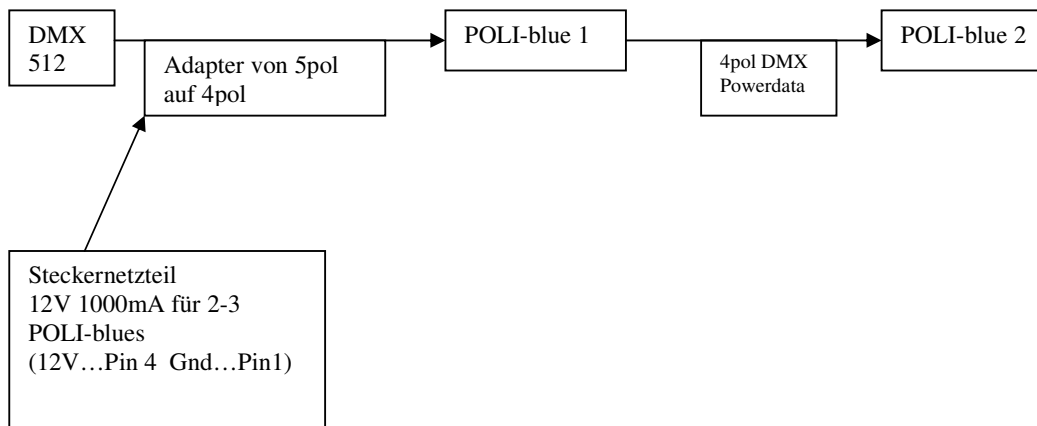 DMX
512
Adapter von 5pol
auf 4pol
POLI-blue 1
4pol DMX
Powerdata
POLI-blue 2
Steckernetzteil
12V 1000mA für 2-3
POLI-blues
(12V…Pin 4  Gnd…Pin1)